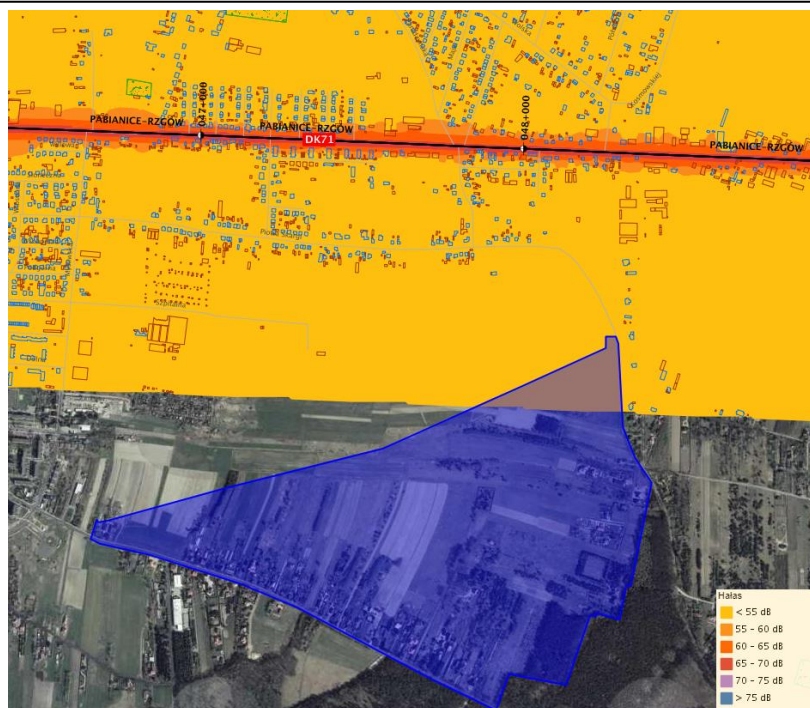 047+000
048+000
PABIANICE-RZGÓW
PABIANICE-RZGÓW
DK71
PABIANICE-RZGÓW
Hałas
< 55 dB
55 - 60 dB
60 - 65 dB
65 - 70 dB
70 - 75 dB
> 75 dB